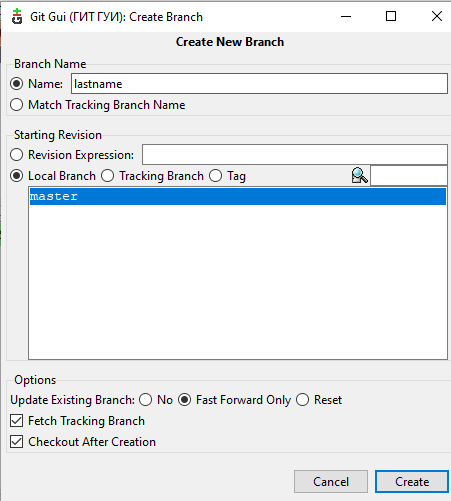 Git Gui (ГИТ ГУИ): Create Branch
Create New Branch
Branch Name
Name: lastname
Match Tracking Branch Name
Starting Revision
Revision Expression:
Local Branch Tracking Branch Tag
master
Options
Update Existing Branch: No Fast Forward Only Reset
Fetch Tracking Branch
Checkout After Creation
Cancel Create